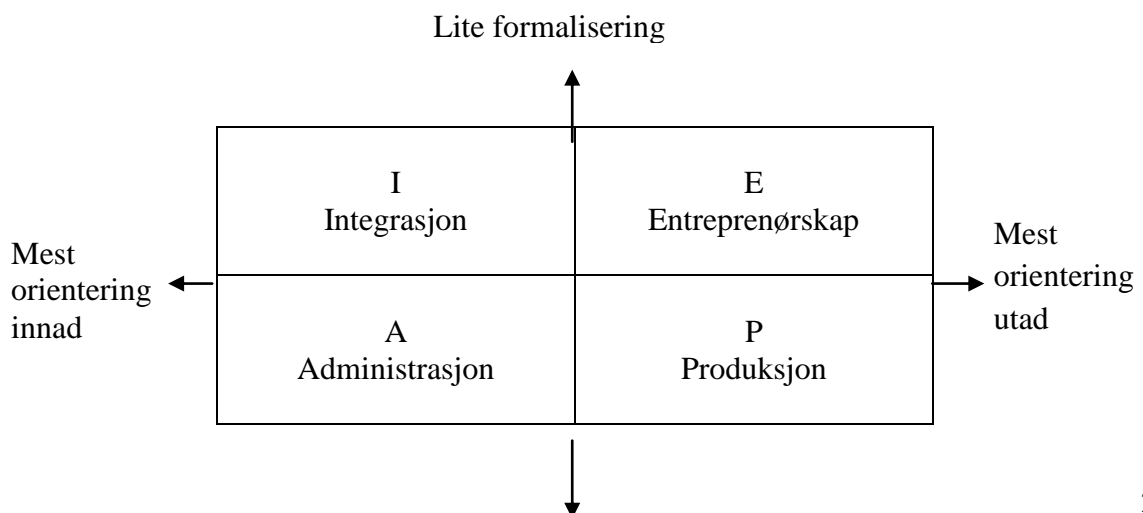 Lite formalisering
I
Integrasjon
E
Entreprenørskap
Mest
orientering
innad
Mest
orientering
utad
A
Administrasjon
P
Produksjon